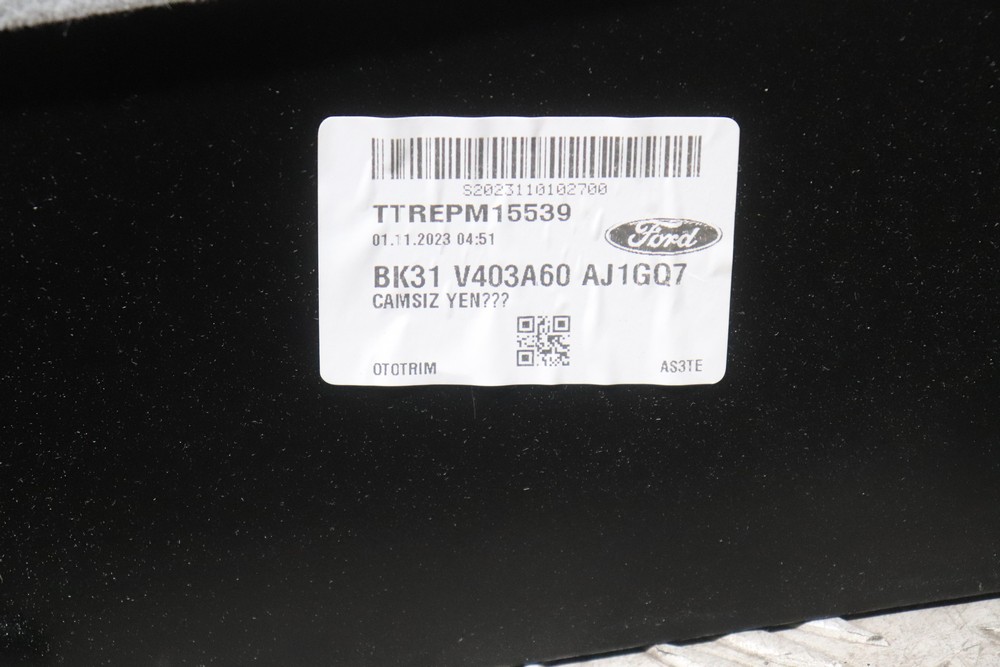 S2023110102700
TTREPM15539
01.11.2023 04:51
Ford
BK31 V403A60 AJ1GQ7
CAMSIZ YEN???
OTOTRIM
AS3TE